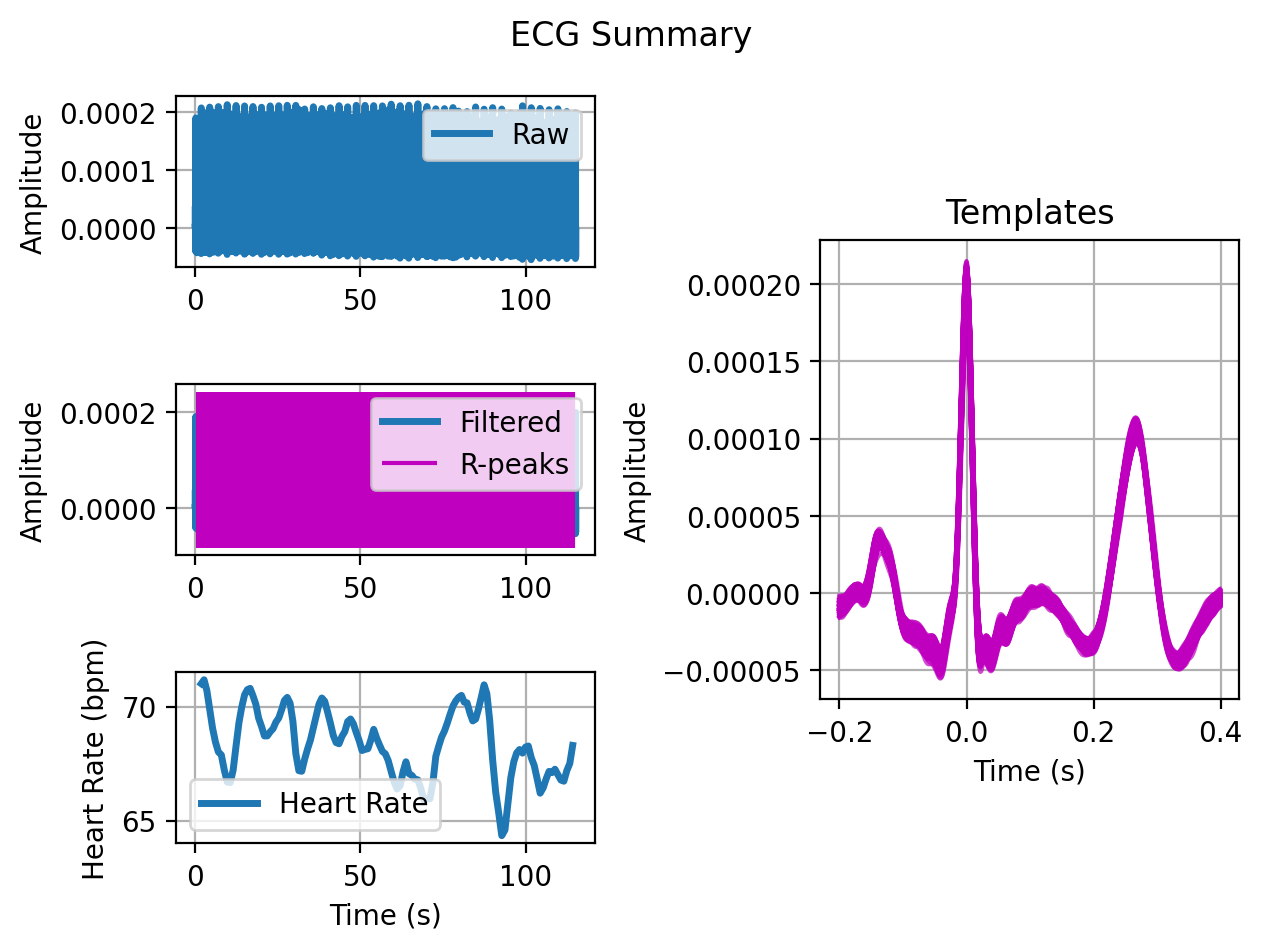 ECG Summary
Amplitude
0.0002
0.0001
0.0000
Raw
0 50 100
Amplitude
0.0002
0.0000
Filtered
R-peaks
0 50 100
Heart Rate (bpm)
70
65
Heart Rate
0 50 100
Time (s)
Templates
Amplitude
0.00020
0.00015
0.00010
0.00005
0.00000
−0.00005
−0.2 0.0 0.2 0.4
Time (s)